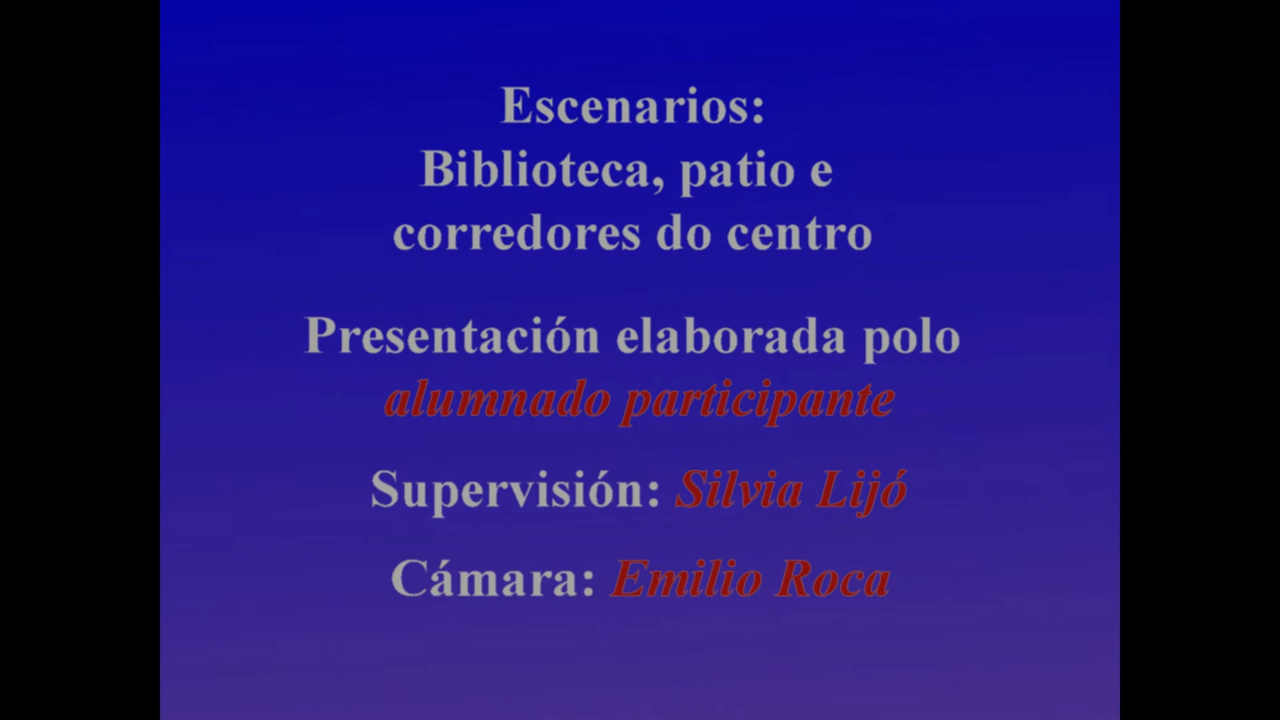 Escenarios:
Biblioteca, patio e
corredores do centro
Presentación elaborada polo
alumnado participante
Supervisión: Silvia Lijó
Cámara: Emilio Roca